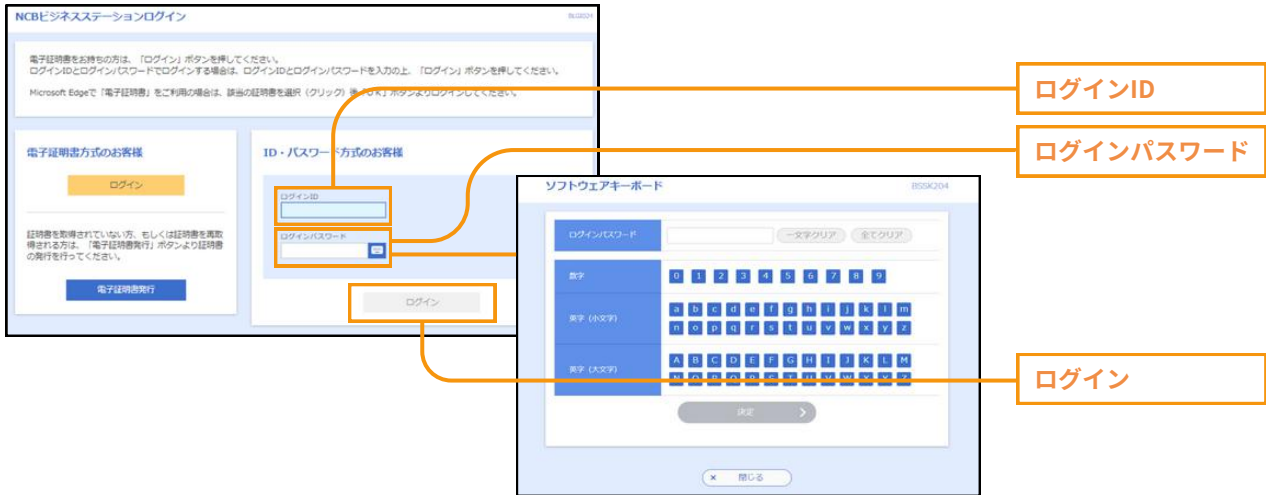 NCBビジネスステーションログイン
BLGI024
電子証明書をお持ちの方は、「ログイン」ボタンを押してください。
ログインIDとログインパスワードでログインする場合は、ログインIDとログインパスワードを入力の上、「ログイン」ボタンを押してください。
Microsoft Edgeで「電子証明書」をご利用の場合は、該当の証明書を選択（クリック）後「OK」ボタンよりログインしてください。
電子証明書方式のお客様
ログイン
証明書を取得されていない方、もしくは証明書を再取
得される方は、「電子証明書発行」ボタンより証明書
の発行を行ってください。
電子証明書発行
ID・パスワード方式のお客様
ログインID
ログインパスワード
ログイン
ソフトウェアキーボード
BSSK204
ログインパスワード
一文字クリア
全てクリア
数字
0 1 2 3 4 5 6 7 8 9
英字 (小文字)
a b c d e f g h i j k l m
n o p q r s t u v w x y z
英字 (大文字)
A B C D E F G H I J K L M
N O P Q R S T U V W X Y Z
決定
× 閉じる
ログインID
ログインパスワード
ログイン